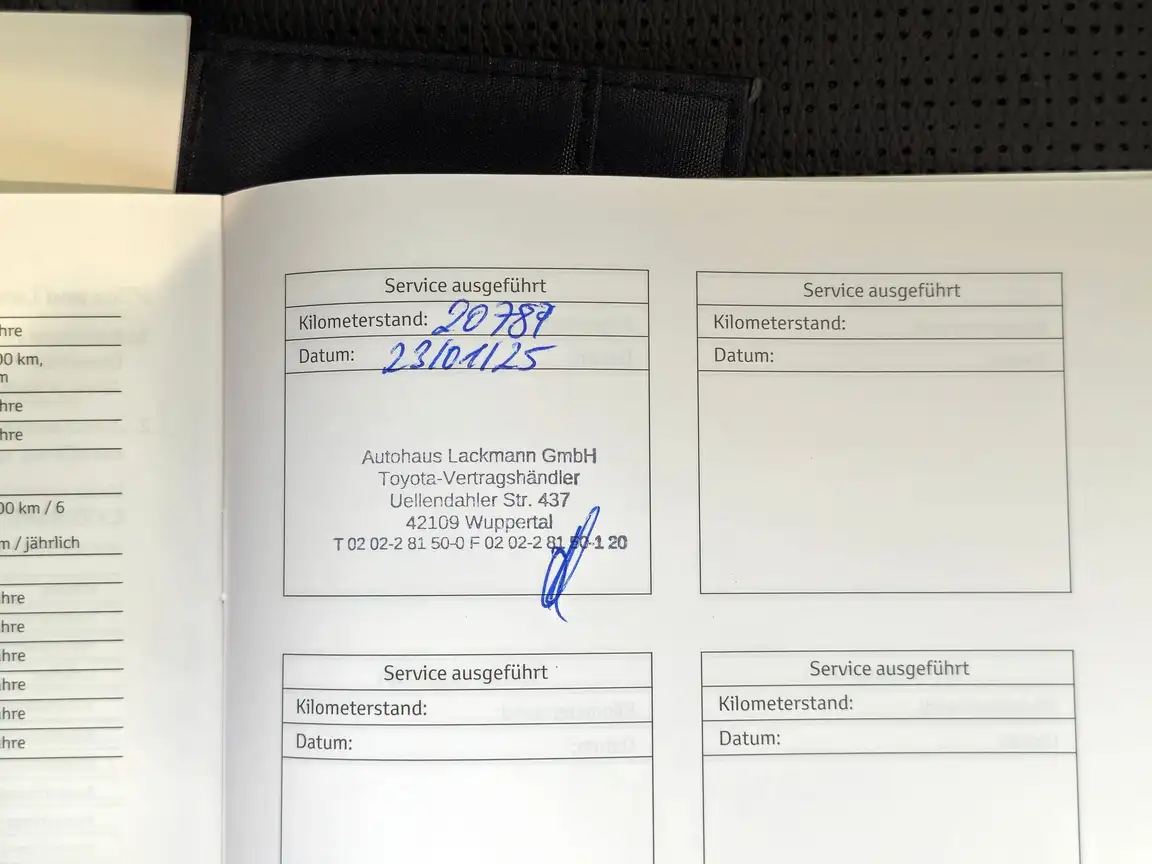 hre
00 km,
m
hre
hre
00 km / 6
m / jährlich
hre
hre
hre
hre
hre
hre
Service ausgeführt
Kilometerstand: 20789
Datum: 23/01/25
Autohaus Lackmann GmbH
Toyota-Vertragshändler
Uellendahler Str. 437
42109 Wuppertal
T 02 02-2 81 50-0 F 02 02-2 81 50-1 20
Service ausgeführt
Kilometerstand:
Datum:
Service ausgeführt
Kilometerstand:
Datum:
Service ausgeführt
Kilometerstand:
Datum: